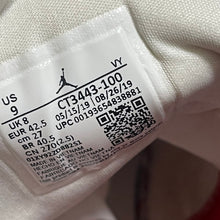 US
9
VY
UK 8
CT3443-100
EUR 42.5
05/15/19
08/26/19
cm 27
UPC 00193654838881
BR 40.5
CN 270(2.5)